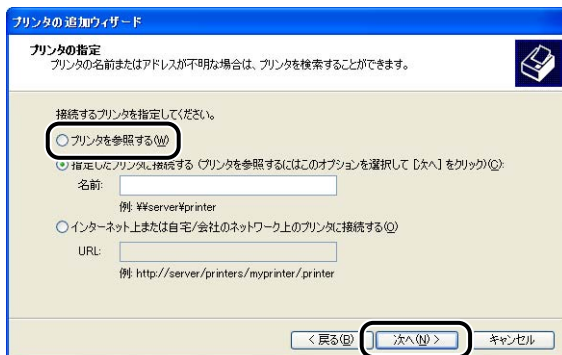 プリンタの追加ウィザード
プリンタの指定
プリンタの名前またはアドレスが不明な場合は、プリンタを検索することができます。
接続するプリンタを指定してください。
プリンタを参照する(W)
指定したプリンタに接続する (プリンタを参照するにはこのオプションを選択して [次へ] をクリック)(C):
名前:
例: ¥¥server¥printer
インターネット上または自宅/会社のネットワーク上のプリンタに接続する(O)
URL:
例: http://server/printers/myprinter/.printer
< 戻る(B) 次へ(N) > キャンセル